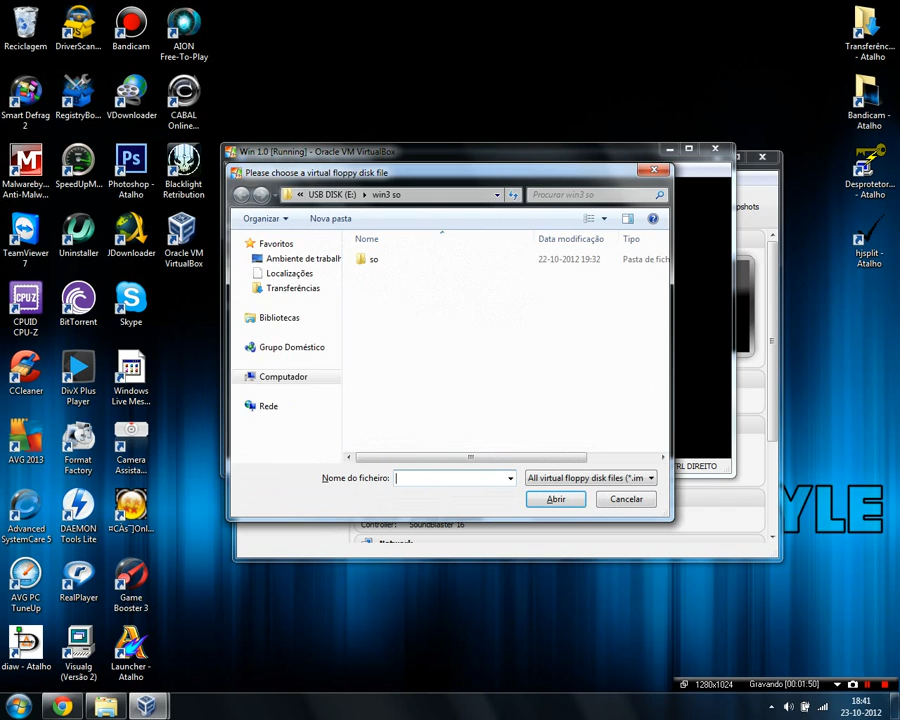 Reciclagem
DriverScan...
Bandicam
AION
Free-To-Play
Smart Defrag
2
RegistryBo...
VDownloader
CABAL
Online...
Malwareby...
Anti-Malw...
SpeedUpM...
Photoshop -
Atalho
Blacklight
Retribution
TeamViewer
7
Uninstaller
JDownloader
Oracle VM
VirtualBox
CPUID
CPU-Z
BitTorrent
Skype
CCleaner
DivX Plus
Player
Windows
Live Mes...
AVG 2013
Format
Factory
Camera
Assista...
Advanced
SystemCare 5
DAEMON
Tools Lite
AVG PC
TuneUp
RealPlayer
Game
Booster 3
diaw - Atalho
Visualg
(Versão 2)
Launcher -
Atalho
Transferênc...
- Atalho
Bandicam -
Atalho
Desprotetor...
- Atalho
hjsplit -
Atalho
Win 1.0 [Running] - Oracle VM VirtualBox
Please choose a virtual floppy disk file
« USB DISK (E:) win3 so
Procurar win3 so
Organizar
Nova pasta
Favoritos
Ambiente de trabalh
Localizações
Transferências
Bibliotecas
Grupo Doméstico
Computador
Rede
Nome
Data modificação
Tipo
so
22-10-2012 19:32
Pasta de fich
Nome do ficheiro:
All virtual floppy disk files (*.im
Abrir
Cancelar
pshots
TRL DIREITO
Controller: SoundBlaster 16
Network
YLE
1280x1024
Gravando [00:01:50]
18:41
23-10-2012